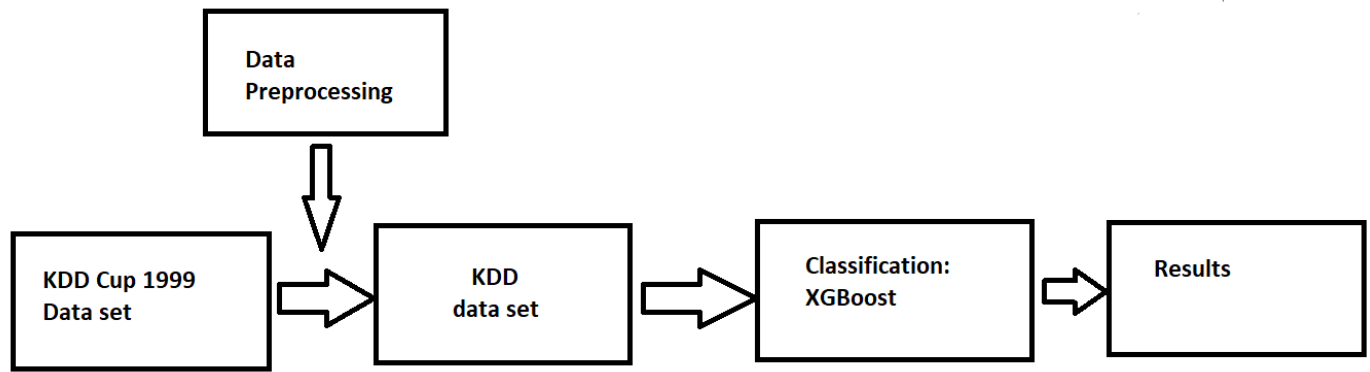 Data
Preprocessing
KDD Cup 1999
Data set
KDD
data set
Classification:
XGBoost
Results